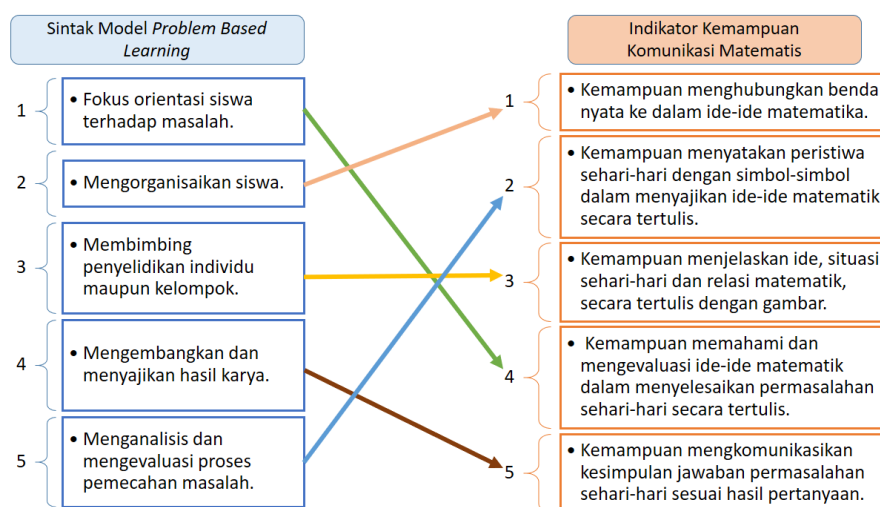 Sintak Model Problem Based
Learning
1
• Fokus orientasi siswa
terhadap masalah.
2
• Mengorganisaikan siswa.
3
• Membimbing
penyelidikan individu
maupun kelompok.
4
• Mengembangkan dan
menyajikan hasil karya.
5
• Menganalisis dan
mengevaluasi proses
pemecahan masalah.
Indikator Kemampuan
Komunikasi Matematis
1
• Kemampuan menghubungkan benda
nyata ke dalam ide-ide matematika.
2
• Kemampuan menyatakan peristiwa
sehari-hari dengan simbol-simbol
dalam menyajikan ide-ide matematik
secara tertulis.
3
• Kemampuan menjelaskan ide, situasi
sehari-hari dan relasi matematik,
secara tertulis dengan gambar.
4
• Kemampuan memahami dan
mengevaluasi ide-ide matematik
dalam menyelesaikan permasalahan
sehari-hari secara tertulis.
5
• Kemampuan mengkomunikasikan
kesimpulan jawaban permasalahan
sehari-hari sesuai hasil pertanyaan.